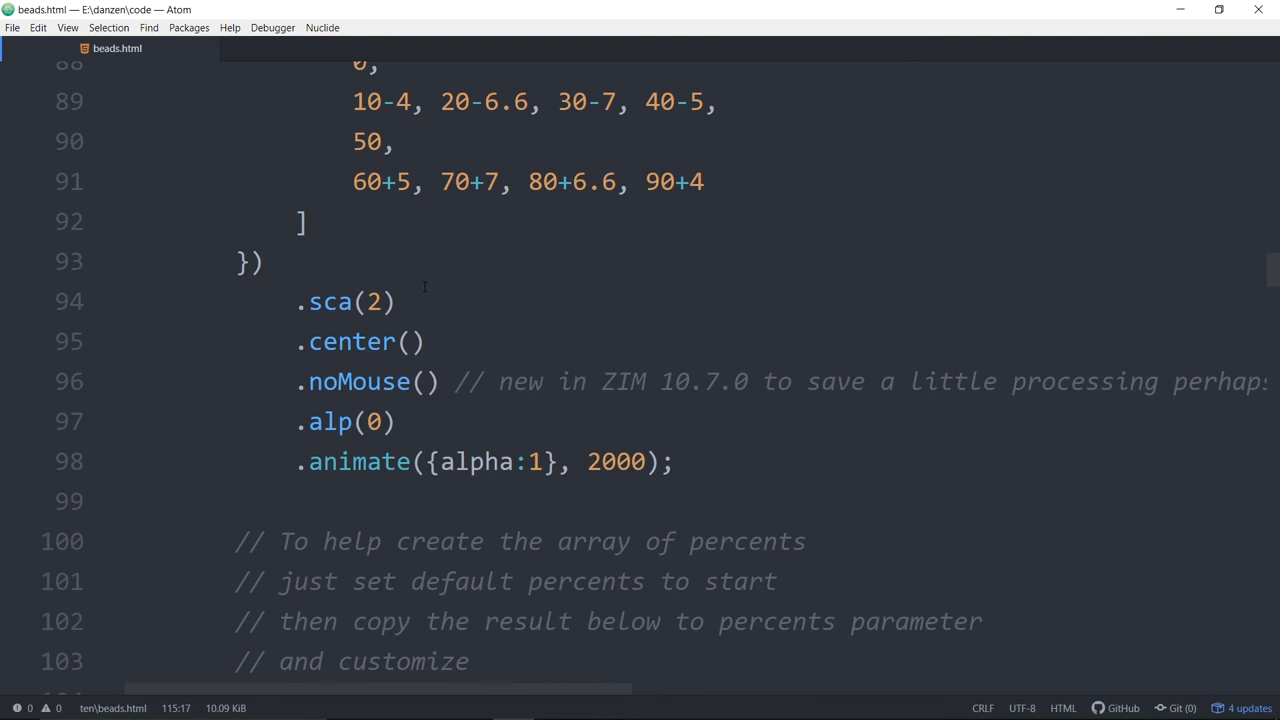 beads.html — E:\danzen\code — Atom
File Edit View Selection Find Packages Help Debugger Nuclide
beads.html
88 0,
89 10-4, 20-6.6, 30-7, 40-5,
90 50,
91 60+5, 70+7, 80+6.6, 90+4
92 ]
93 })
94 .sca(2)
95 .center()
96 .noMouse() // new in ZIM 10.7.0 to save a little processing perhaps
97 .alp(0)
98 .animate({alpha:1}, 2000);
99
100 // To help create the array of percents
101 // just set default percents to start
102 // then copy the result below to percents parameter
103 // and customize
0 0 ten\beads.html 115:17 10.09 KiB CRLF UTF-8 HTML GitHub Git (0) 4 updates